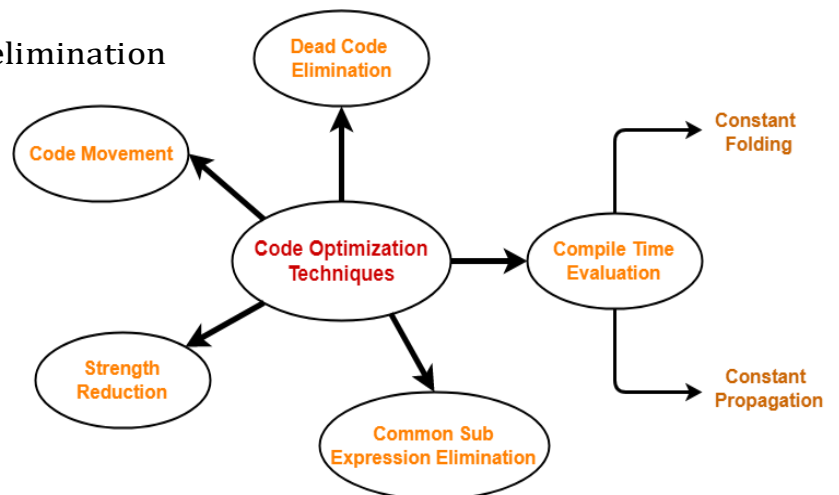 elimination
Dead Code
Elimination
Code Movement
Constant
Folding
Code Optimization
Techniques
Compile Time
Evaluation
Strength
Reduction
Constant
Propagation
Common Sub
Expression Elimination